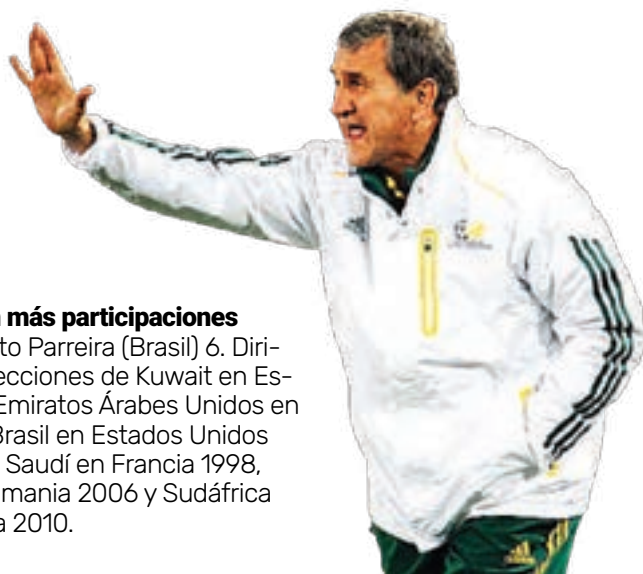 más participaciones
to Parreira (Brasil) 6. Diri-
ecciones de Kuwait en Es-
Emiratos Árabes Unidos en
Brasil en Estados Unidos
Saudí en Francia 1998,
mania 2006 y Sudáfrica
a 2010.